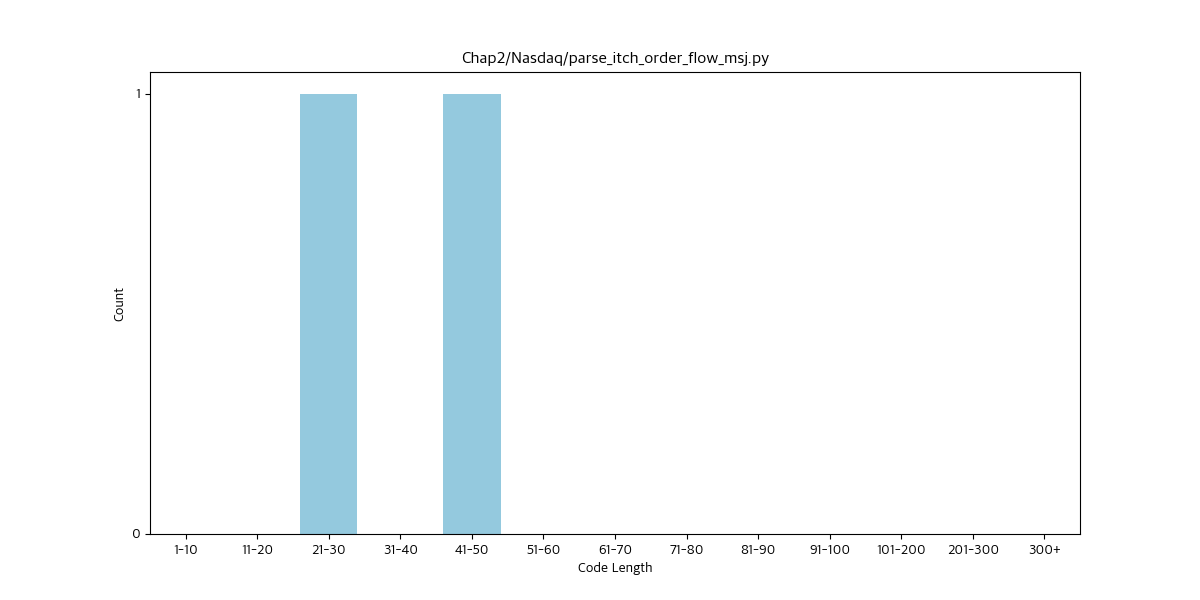 Chap2/Nasdaq/parse_itch_order_flow_msj.py
1
0
Count
1-10 11-20 21-30 31-40 41-50 51-60 61-70 71-80 81-90 91-100 101-200 201-300 300+
Code Length